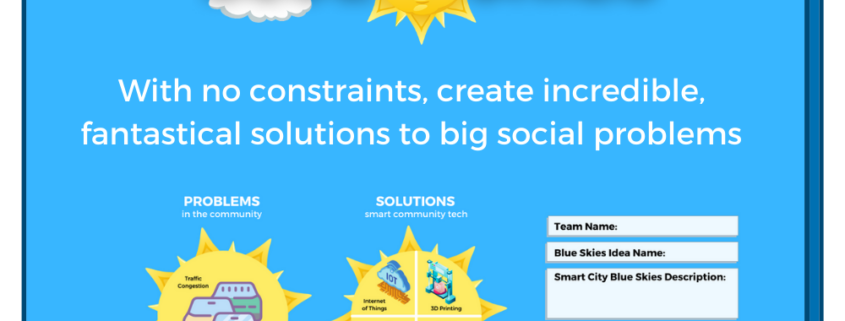 With no constraints, create incredible,
fantastical solutions to big social problems
PROBLEMS
in the community
SOLUTIONS
smart community tech
Team Name:
Blue Skies Idea Name:
Smart City Blue Skies Description:
Traffic
Congestion
IOT
Internet
of Things
3D Printing